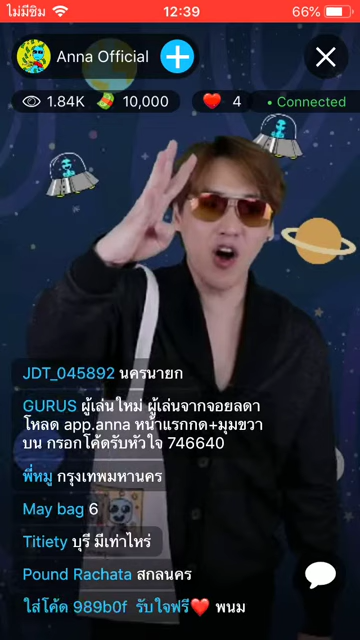 ไม่มีซิม 12:39 66%
Anna Official
1.84K 10,000 4 • Connected
JDT_045892 นครนายก
GURUS ผู้เล่นใหม่ ผู้เล่นจากจอยลดา
โหลด app.anna หน้าแรกกด+มุมขวา
บน กรอกโค้ดรับหัวใจ 746640
พี่หมู กรุงเทพมหานคร
May bag 6
Titiety บุรี มีเท่าไหร่
Pound Rachata สกลนคร
ใส่โค้ด 989b0f รับใจฟรี❤️ พนม